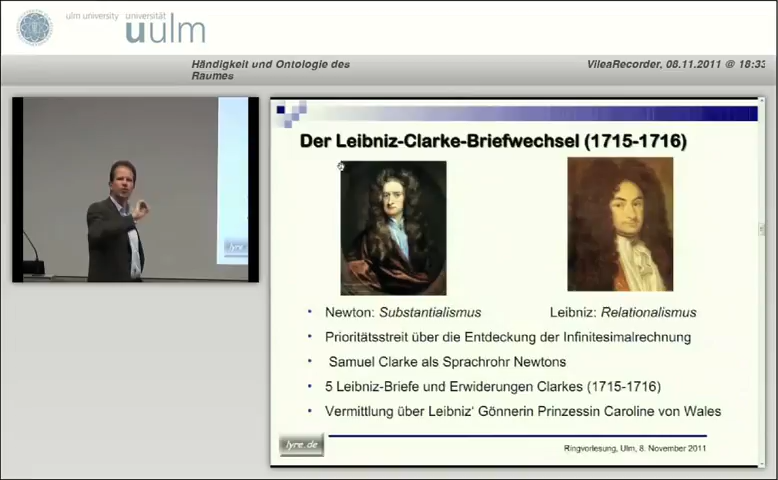 ulm university universität
uulm
Händigkeit und Ontologie des
Raumes
VileaRecorder, 08.11.2011 @ 18:33
Der Leibniz-Clarke-Briefwechsel (1715-1716)
Newton: Substantialismus
Leibniz: Relationalismus
Prioritätsstreit über die Entdeckung der Infinitesimalrechnung
Samuel Clarke als Sprachrohr Newtons
5 Leibniz-Briefe und Erwiderungen Clarkes (1715-1716)
Vermittlung über Leibniz' Gönnerin Prinzessin Caroline von Wales
lyre.de
Ringvorlesung, Ulm, 8. November 2011
lyre